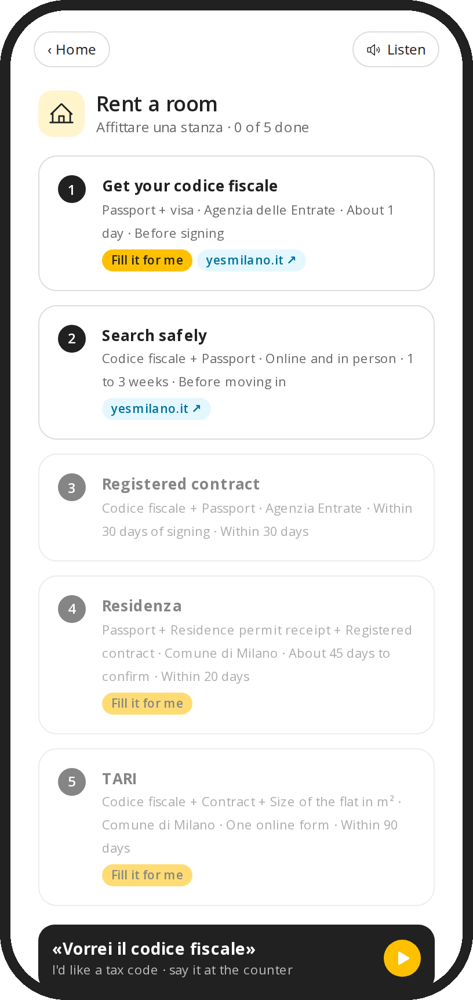 ‹ Home
Listen
Rent a room
Affittare una stanza · 0 of 5 done
1
Get your codice fiscale
Passport + visa · Agenzia delle Entrate · About 1
day · Before signing
Fill it for me
yesmilano.it ↗
2
Search safely
Codice fiscale + Passport · Online and in person · 1
to 3 weeks · Before moving in
yesmilano.it ↗
3
Registered contract
Codice fiscale + Passport · Agenzia Entrate · Within
30 days of signing · Within 30 days
4
Residenza
Passport + Residence permit receipt + Registered
contract · Comune di Milano · About 45 days to
confirm · Within 20 days
Fill it for me
5
TARI
Codice fiscale + Contract + Size of the flat in m² ·
Comune di Milano · One online form · Within 90
days
Fill it for me
«Vorrei il codice fiscale»
I'd like a tax code · say it at the counter